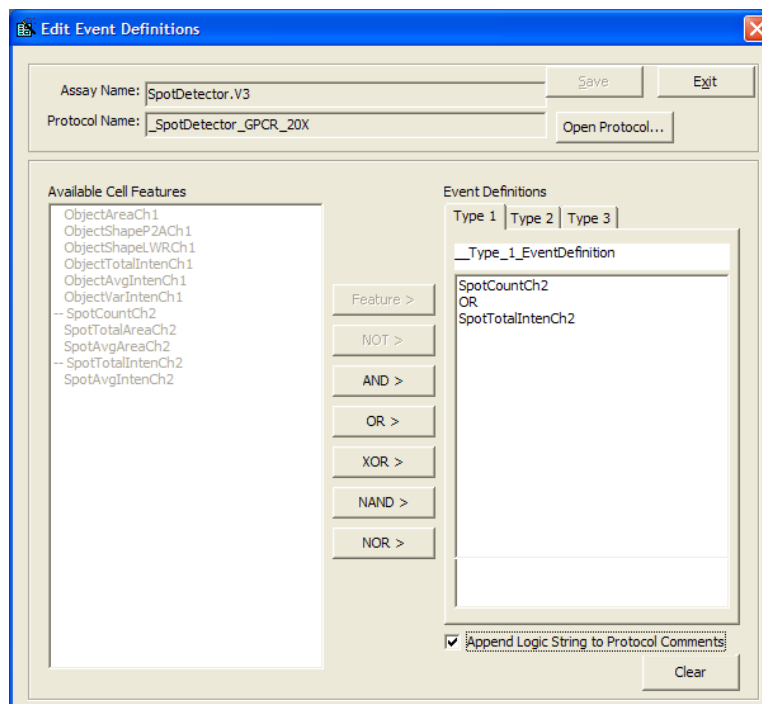 Edit Event Definitions
Assay Name: SpotDetector.V3
Save
Exit
Protocol Name: _SpotDetector_GPCR_20X
Open Protocol...
Available Cell Features
ObjectAreaCh1
ObjectShapeP2ACh1
ObjectShapeLWRCh1
ObjectTotalIntenCh1
ObjectAvgIntenCh1
ObjectVarIntenCh1
-- SpotCountCh2
SpotTotalAreaCh2
SpotAvgAreaCh2
-- SpotTotalIntenCh2
SpotAvgIntenCh2
Feature >
NOT >
AND >
OR >
XOR >
NAND >
NOR >
Event Definitions
Type 1 Type 2 Type 3
__Type_1_EventDefinition
SpotCountCh2
OR
SpotTotalIntenCh2
Append Logic String to Protocol Comments
Clear